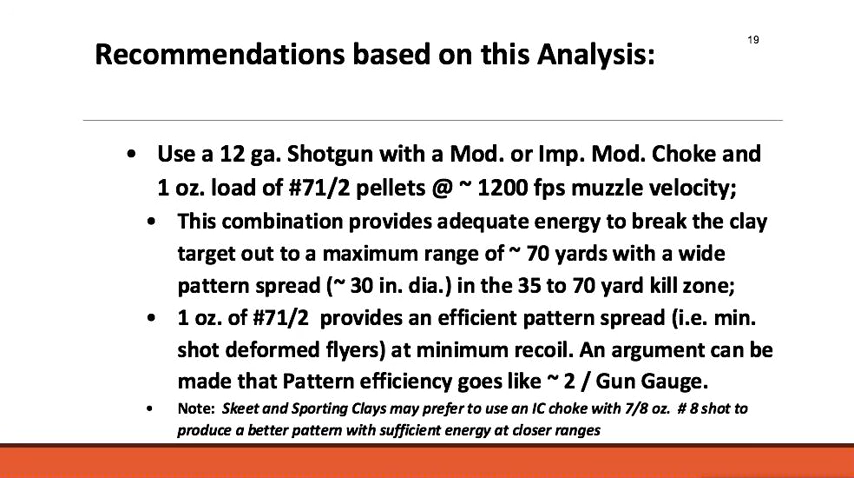 19
Recommendations based on this Analysis:
• Use a 12 ga. Shotgun with a Mod. or Imp. Mod. Choke and
1 oz. load of #71/2 pellets @ ~ 1200 fps muzzle velocity;
• This combination provides adequate energy to break the clay
target out to a maximum range of ~ 70 yards with a wide
pattern spread (~ 30 in. dia.) in the 35 to 70 yard kill zone;
• 1 oz. of #71/2 provides an efficient pattern spread (i.e. min.
shot deformed flyers) at minimum recoil. An argument can be
made that Pattern efficiency goes like ~ 2 / Gun Gauge.
• Note: Skeet and Sporting Clays may prefer to use an IC choke with 7/8 oz. # 8 shot to
produce a better pattern with sufficient energy at closer ranges